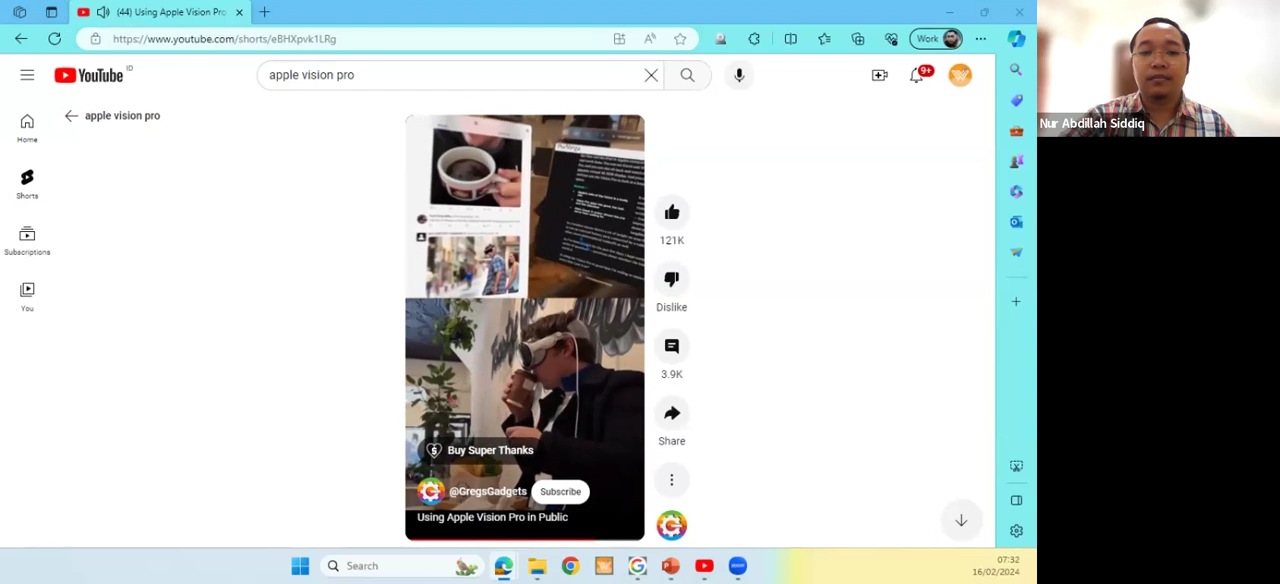 (44) Using Apple Vision Pro
https://www.youtube.com/shorts/eBHXpvk1LRg
Work
YouTube ID
apple vision pro
9+
apple vision pro
Home
Shorts
Subscriptions
You
121K
Dislike
3.9K
Share
Buy Super Thanks
@GregsGadgets
Subscribe
Using Apple Vision Pro in Public
Nur Abdillah Siddiq
Search
07:32
16/02/2024